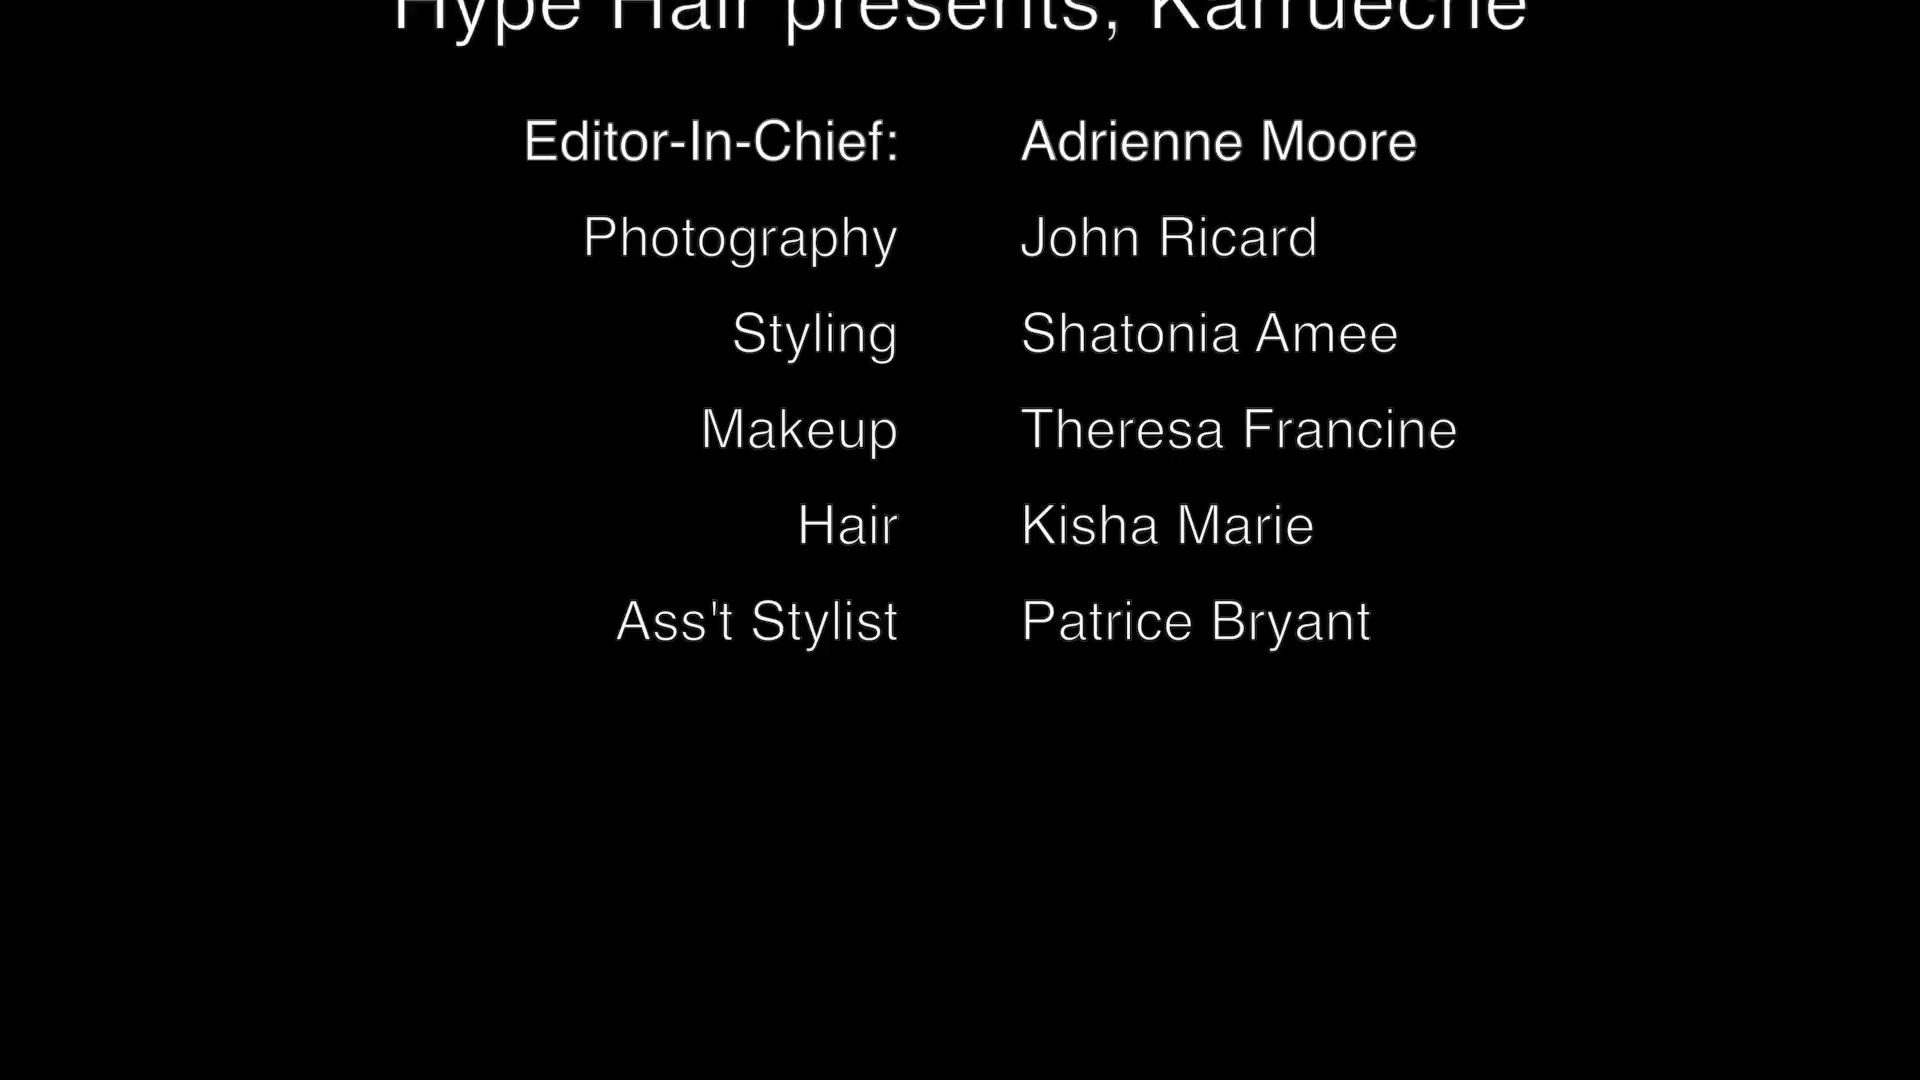 Hype Hair presents, Karrueche
Editor-In-Chief: Adrienne Moore
Photography John Ricard
Styling Shatonia Amee
Makeup Theresa Francine
Hair Kisha Marie
Ass't Stylist Patrice Bryant